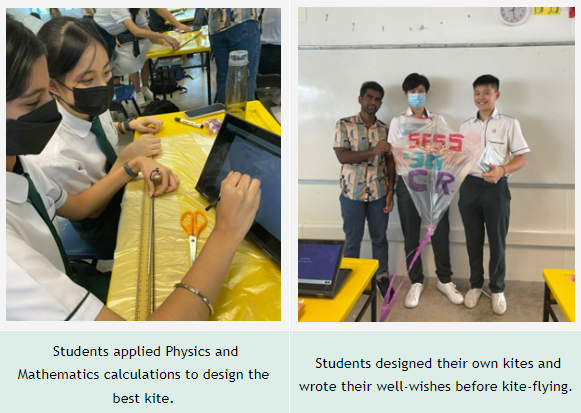 SFSS
CR
Students applied Physics and
Mathematics calculations to design the
best kite.
Students designed their own kites and
wrote their well-wishes before kite-flying.